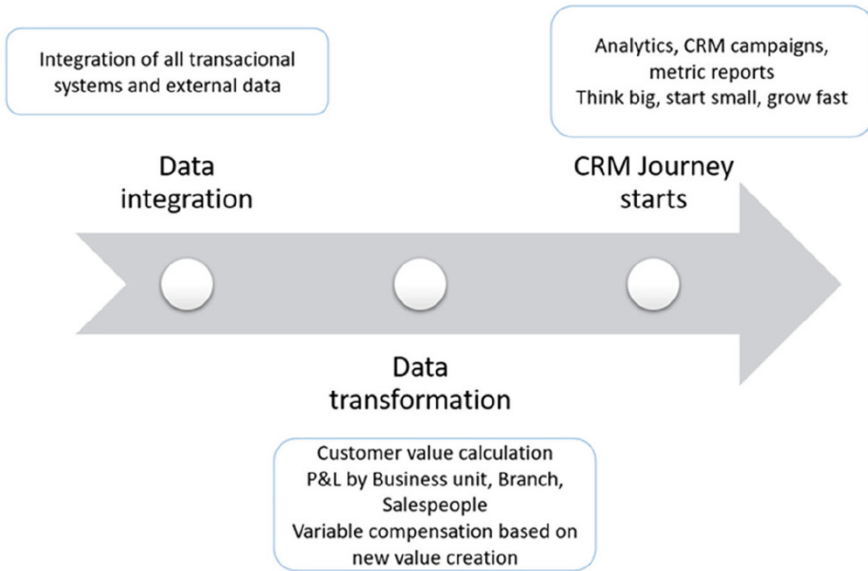 Integration of all transacional
systems and external data
Analytics, CRM campaigns,
metric reports
Think big, start small, grow fast
Data
integration
CRM Journey
starts
Data
transformation
Customer value calculation
P&L by Business unit, Branch,
Salespeople
Variable compensation based on
new value creation